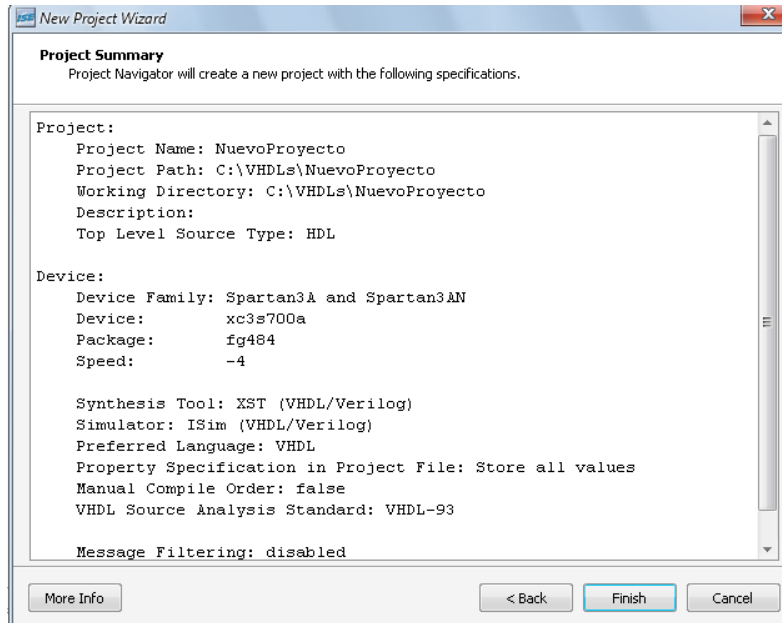 ISE New Project Wizard
Project Summary
Project Navigator will create a new project with the following specifications.
Project:
Project Name: NuevoProyecto
Project Path: C:\VHDLs\NuevoProyecto
Working Directory: C:\VHDLs\NuevoProyecto
Description:
Top Level Source Type: HDL
Device:
Device Family: Spartan3A and Spartan3AN
Device: xc3s700a
Package: fg484
Speed: -4
Synthesis Tool: XST (VHDL/Verilog)
Simulator: ISim (VHDL/Verilog)
Preferred Language: VHDL
Property Specification in Project File: Store all values
Manual Compile Order: false
VHDL Source Analysis Standard: VHDL-93
Message Filtering: disabled
More Info < Back Finish Cancel